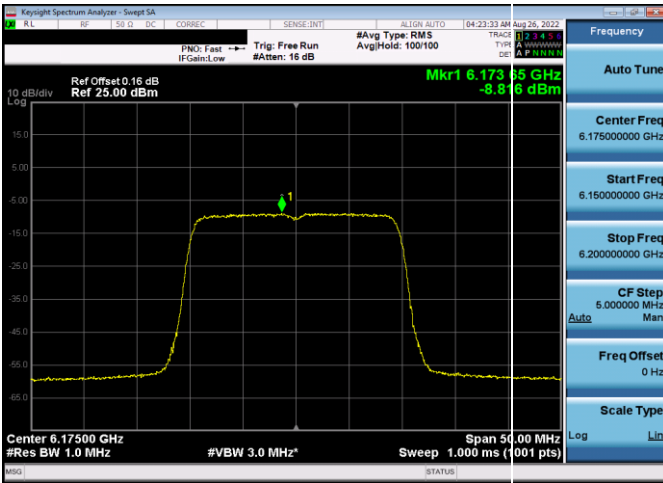 Keysight Spectrum Analyzer - Swept SA
RL RF 50 Ω DC CORREC SENSE:INT ALIGN AUTO 04:23:33 AM Aug 26, 2022
#Avg Type: RMS TRACE 1 2 3 4 5 6
PNO: Fast Trig: Free Run Avg|Hold: 100/100 TYPE A WWWWW
IFGain:Low #Atten: 16 dB DET A P N N N N
Mkr1 6.173 65 GHz
Ref Offset 0.16 dB
10 dB/div Ref 25.00 dBm -8.816 dBm
Log
15.0
5.00
1
-5.00
-15.0
-25.0
-35.0
-45.0
-55.0
-65.0
Center 6.17500 GHz Span 50.00 MHz
#Res BW 1.0 MHz #VBW 3.0 MHz* Sweep 1.000 ms (1001 pts)
MSG STATUS
Frequency
Auto Tune
Center Freq
6.175000000 GHz
Start Freq
6.150000000 GHz
Stop Freq
6.200000000 GHz
CF Step
5.000000 MHz
Auto Man
Freq Offset
0 Hz
Scale Type
Log Lin